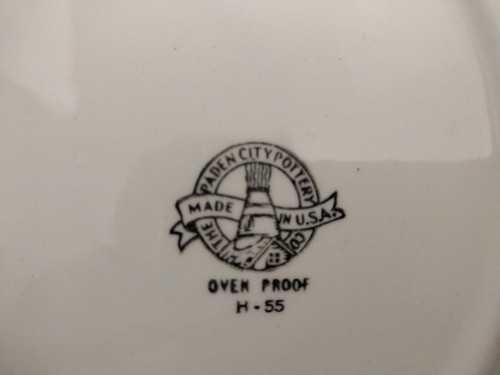 THE PADEN CITY POTTERY CO.
MADE IN U.S.A.
OVEN PROOF
H-55